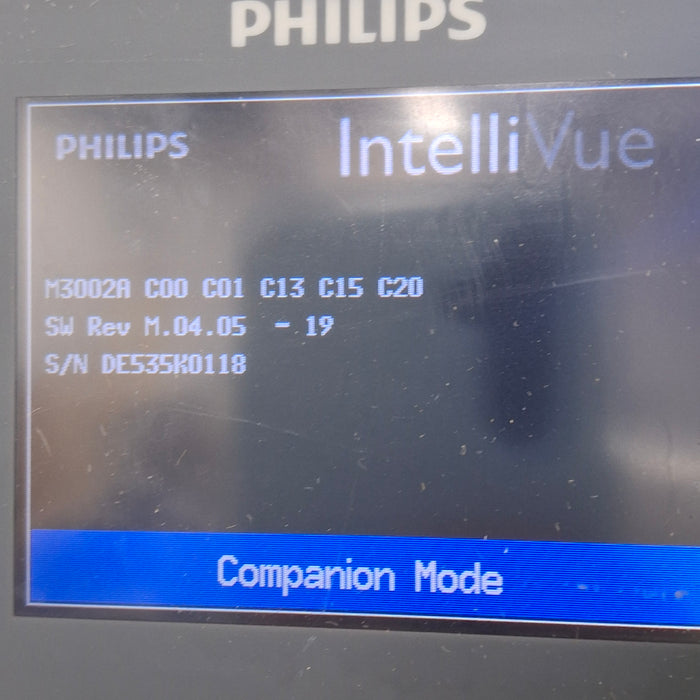 PHILIPS
PHILIPS IntelliVue
M3002A C00 C01 C13 C15 C20
SW Rev M.04.05 - 19
S/N DE535K0118
Companion Mode